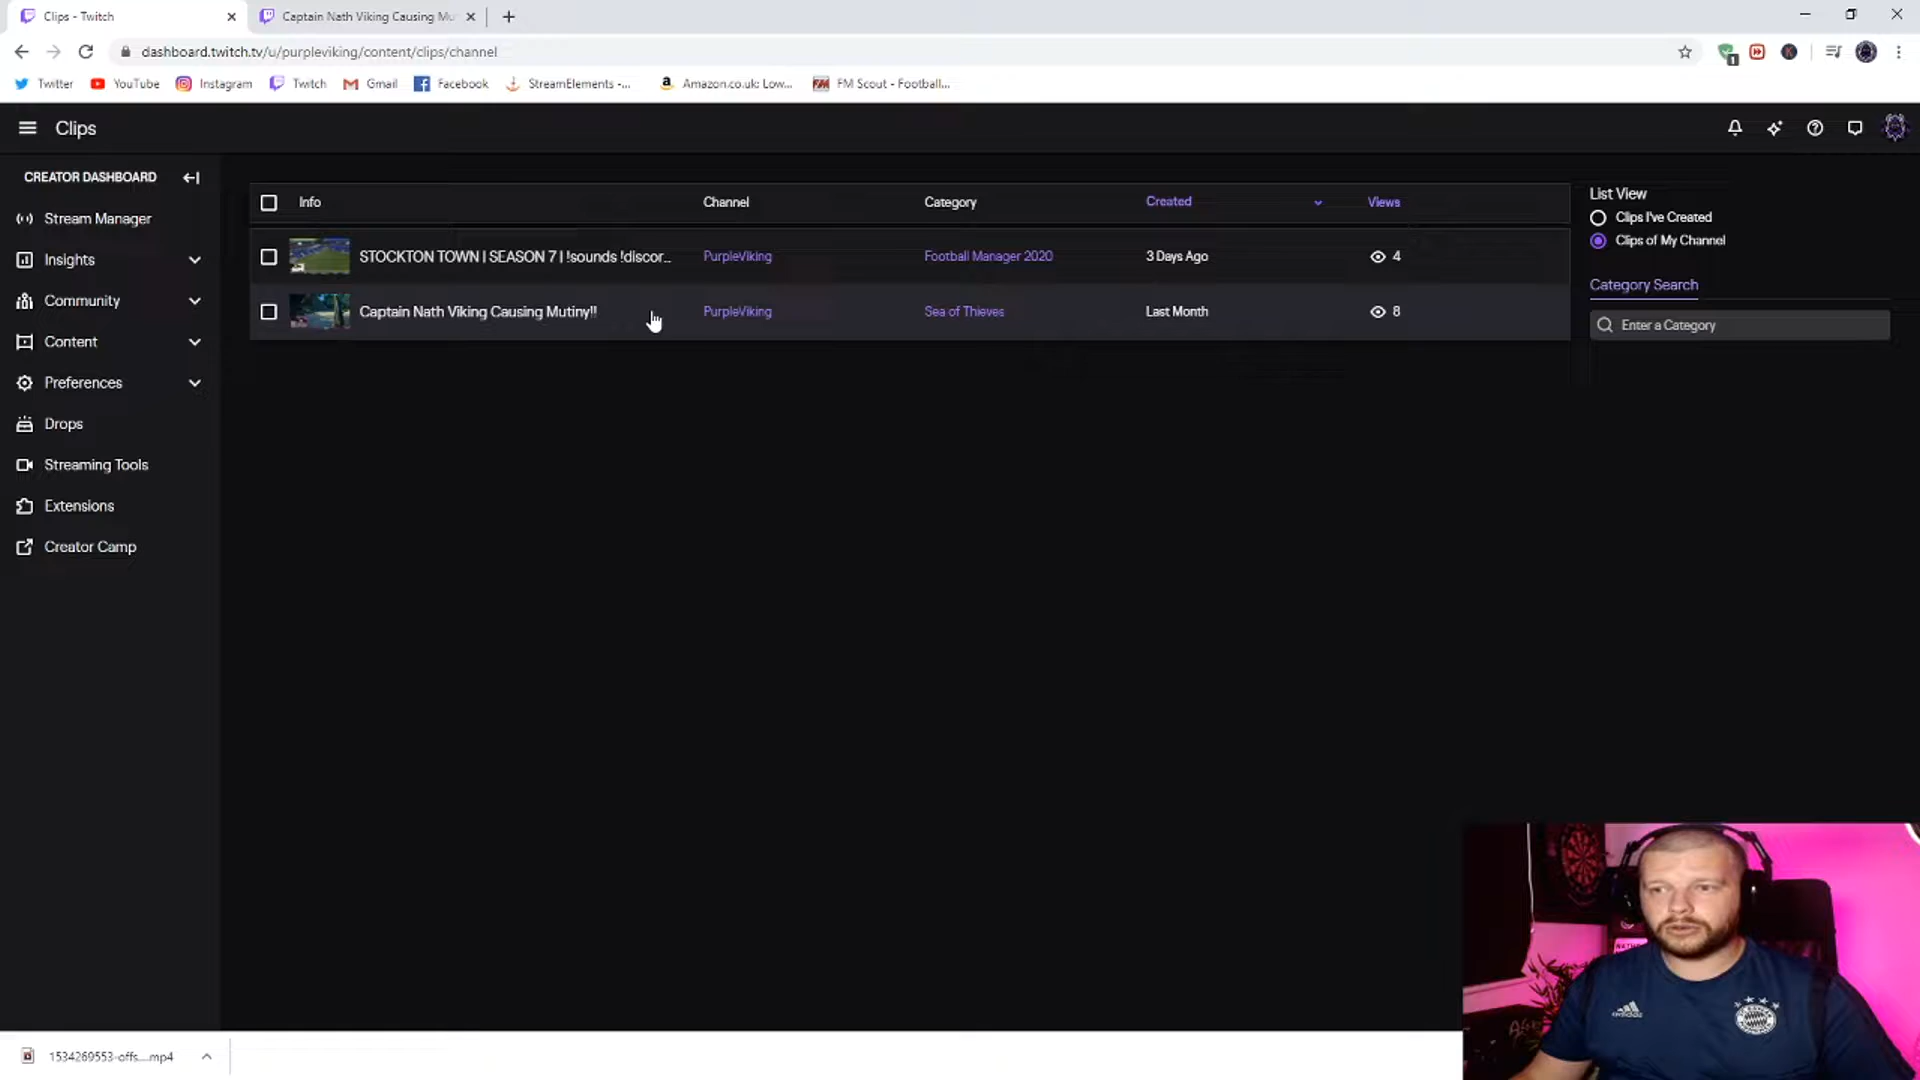 Clips - Twitch
Captain Nath Viking Causing Mu
dashboard.twitch.tv/u/purpleviking/content/clips/channel
Twitter YouTube Instagram Twitch Gmail Facebook StreamElements -... Amazon.co.uk: Low... FM Scout - Football...
Clips
CREATOR DASHBOARD
Stream Manager
Insights
Community
Content
Preferences
Drops
Streaming Tools
Extensions
Creator Camp
Info Channel Category Created Views
STOCKTON TOWN | SEASON 7 | !sounds !discor... PurpleViking Football Manager 2020 3 Days Ago 4
Captain Nath Viking Causing Mutiny!! PurpleViking Sea of Thieves Last Month 8
List View
Clips I've Created
Clips of My Channel
Category Search
Enter a Category
adidas
1534269553-offs....mp4